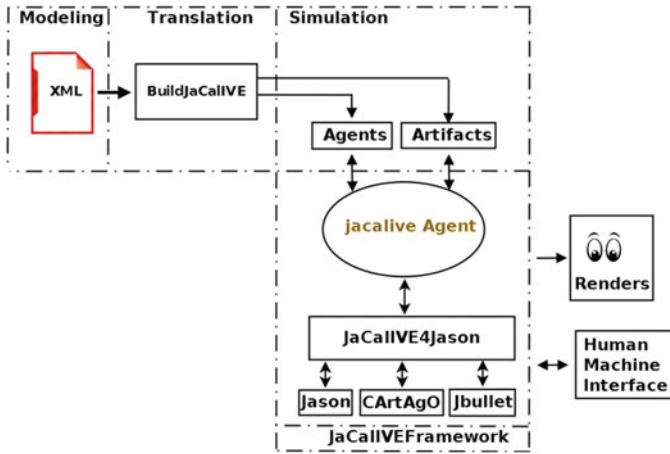 Modeling
Translation
Simulation
XML
BuildJaCalIVE
Agents
Artifacts
jacalive Agent
Renders
JaCalIVE4Jason
Human
Machine
Interface
Jason
CArtAgO
Jbullet
JaCalIVEFramework